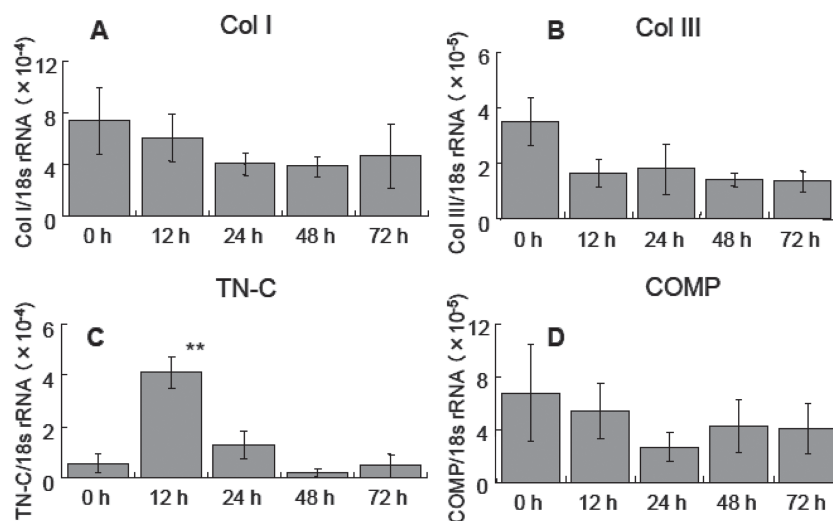 A Col I
Col I/18s rRNA (×10-4)
12
8
4
0
0 h 12 h 24 h 48 h 72 h
B Col III
Col III/18s rRNA (×10-5)
6
4
2
0
0 h 12 h 24 h 48 h 72 h
TN-C
C
TN-C/18s rRNA (×10-4)
6
4
2
0
**
0 h 12 h 24 h 48 h 72 h
COMP
D
COMP/18s rRNA (×10-5)
12
8
4
0
0 h 12 h 24 h 48 h 72 h